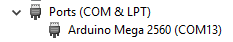 Ports (COM & LPT)
Arduino Mega 2560 (COM13)